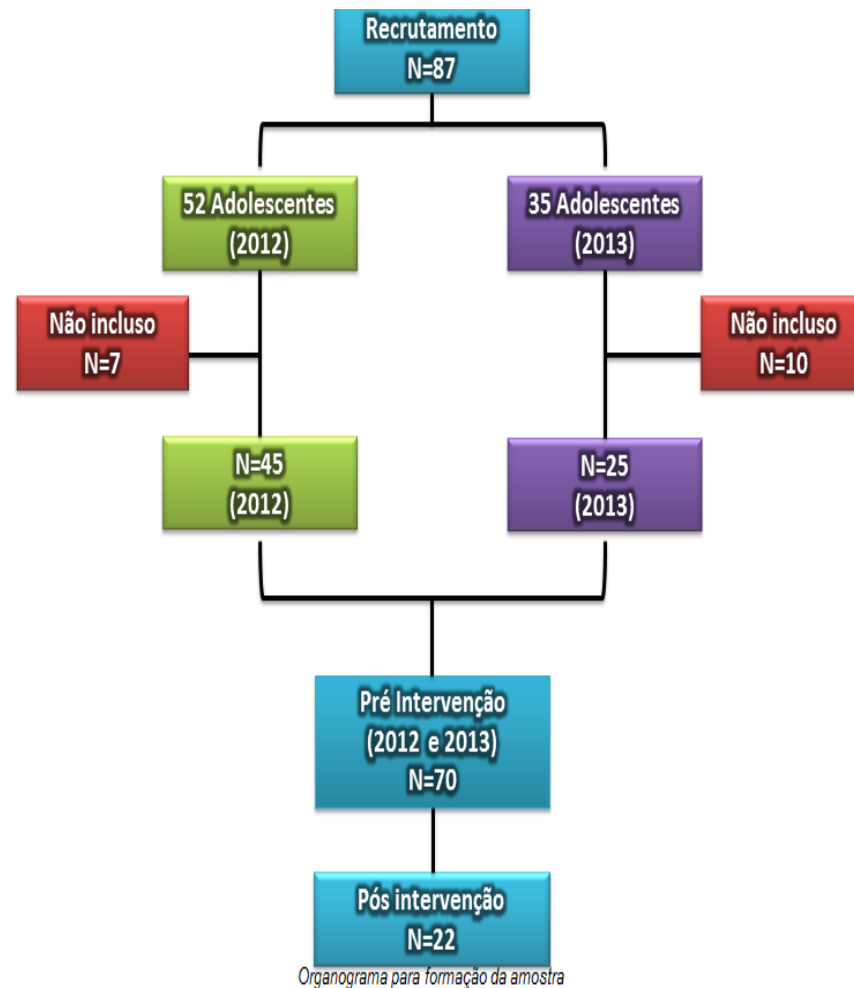 Recrutamento
N=87
52 Adolescentes
(2012)
35 Adolescentes
(2013)
Não incluso
N=7
Não incluso
N=10
N=45
(2012)
N=25
(2013)
Pré Intervenção
(2012 e 2013)
N=70
Pós intervenção
N=22
Organograma para formação da amostra